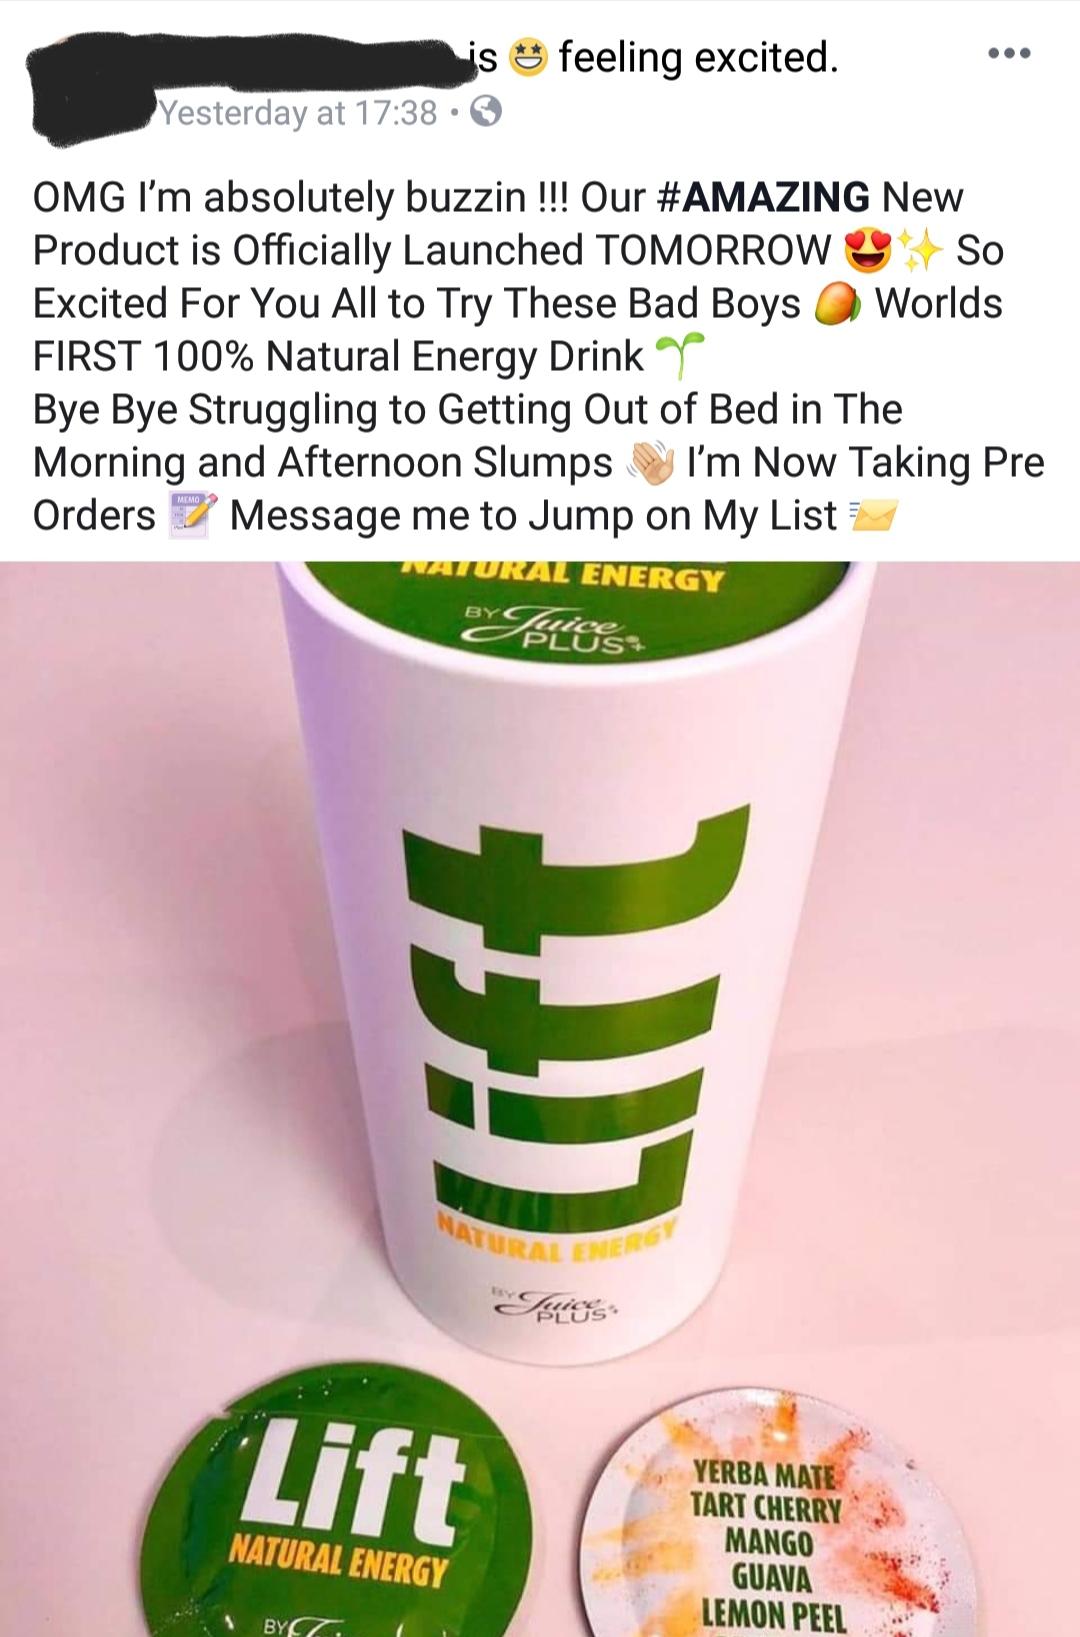 is 🤩 feeling excited.
Yesterday at 17:38 ·
OMG I’m absolutely buzzin !!! Our #AMAZING New
Product is Officially Launched TOMORROW 😍✨ So
Excited For You All to Try These Bad Boys 🥭 Worlds
FIRST 100% Natural Energy Drink 🌱
Bye Bye Struggling to Getting Out of Bed in The
Morning and Afternoon Slumps 👋🏼 I’m Now Taking Pre
Orders 📝 Message me to Jump on My List 📨
NATURAL ENERGY
BY Juice
PLUS+
Lift
NATURAL ENERGY
BY Juice
PLUS+
Lift
NATURAL ENERGY
BY
YERBA MATE
TART CHERRY
MANGO
GUAVA
LEMON PEEL